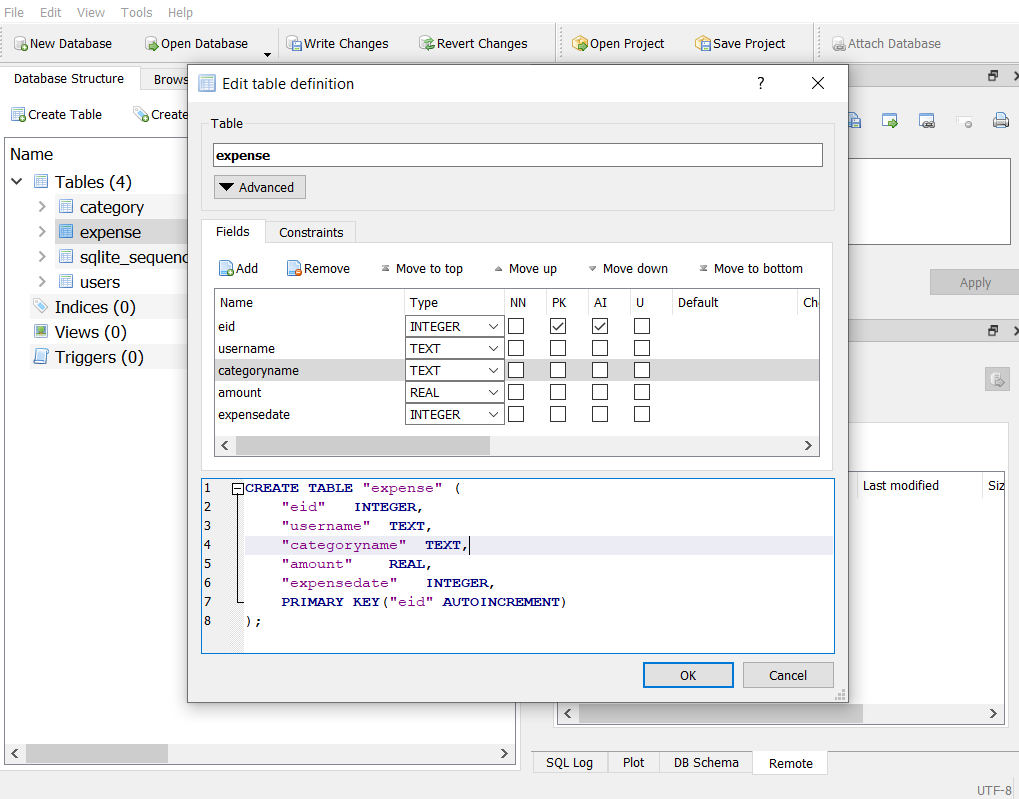 File Edit View Tools Help
New Database Open Database Write Changes Revert Changes Open Project Save Project Attach Database
Database Structure
Create Table
Name
Tables (4)
category
expense
users
Indices (0)
Views (0)
Triggers (0)
Edit table definition ?
Table
expense
Advanced
Fields Constraints
Add Remove Move to top Move up Move down Move to bottom
Name Type NN PK AI U Default
eid INTEGER
username TEXT
categoryname TEXT
amount REAL
expensedate INTEGER
1 CREATE TABLE "expense" (
2 "eid" INTEGER,
3 "username" TEXT,
4 "categoryname" TEXT,
5 "amount" REAL,
6 "expensedate" INTEGER,
7 PRIMARY KEY("eid" AUTOINCREMENT)
8 );
OK Cancel
Apply
Last modified
SQL Log Plot DB Schema Remote
UTF-8